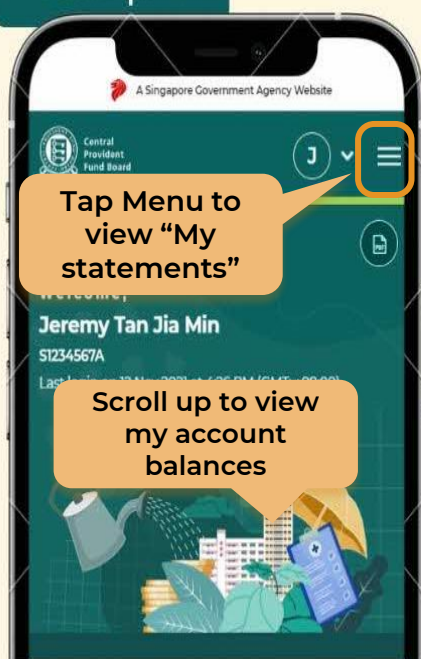 A Singapore Government Agency Website
Central
Provident
Fund Board
J
Tap Menu to
view “My
statements”
PDF
Jeremy Tan Jia Min
S1234567A
Scroll up to view
my account
balances